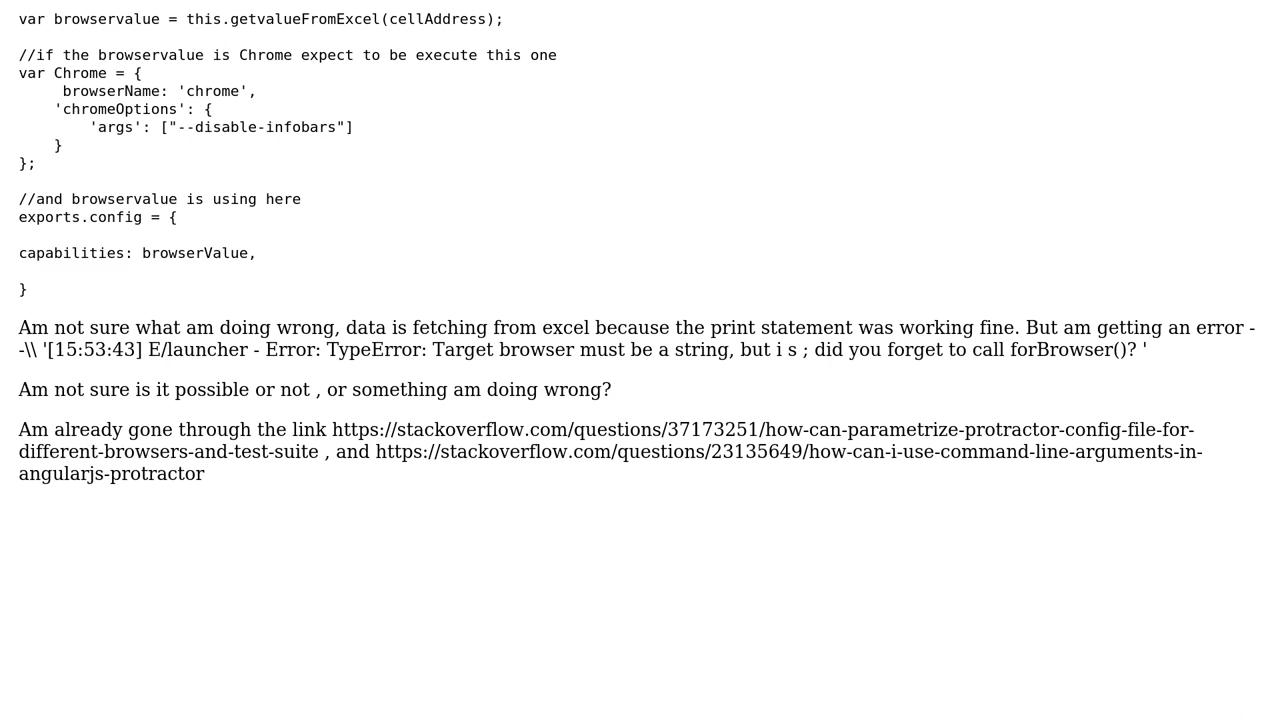 var browservalue = this.getvalueFromExcel(cellAddress);
//if the browservalue is Chrome expect to be execute this one
var Chrome = {
     browserName: 'chrome',
    'chromeOptions': {
        'args': ["--disable-infobars"]
    }
};
//and browservalue is using here
exports.config = {
capabilities: browserValue,
}
Am not sure what am doing wrong, data is fetching from excel because the print statement was working fine. But am getting an error -
-\\ '[15:53:43] E/launcher - Error: TypeError: Target browser must be a string, but i s ; did you forget to call forBrowser()? '
Am not sure is it possible or not , or something am doing wrong?
Am already gone through the link https://stackoverflow.com/questions/37173251/how-can-parametrize-protractor-config-file-for-
different-browsers-and-test-suite , and https://stackoverflow.com/questions/23135649/how-can-i-use-command-line-arguments-in-
angularjs-protractor